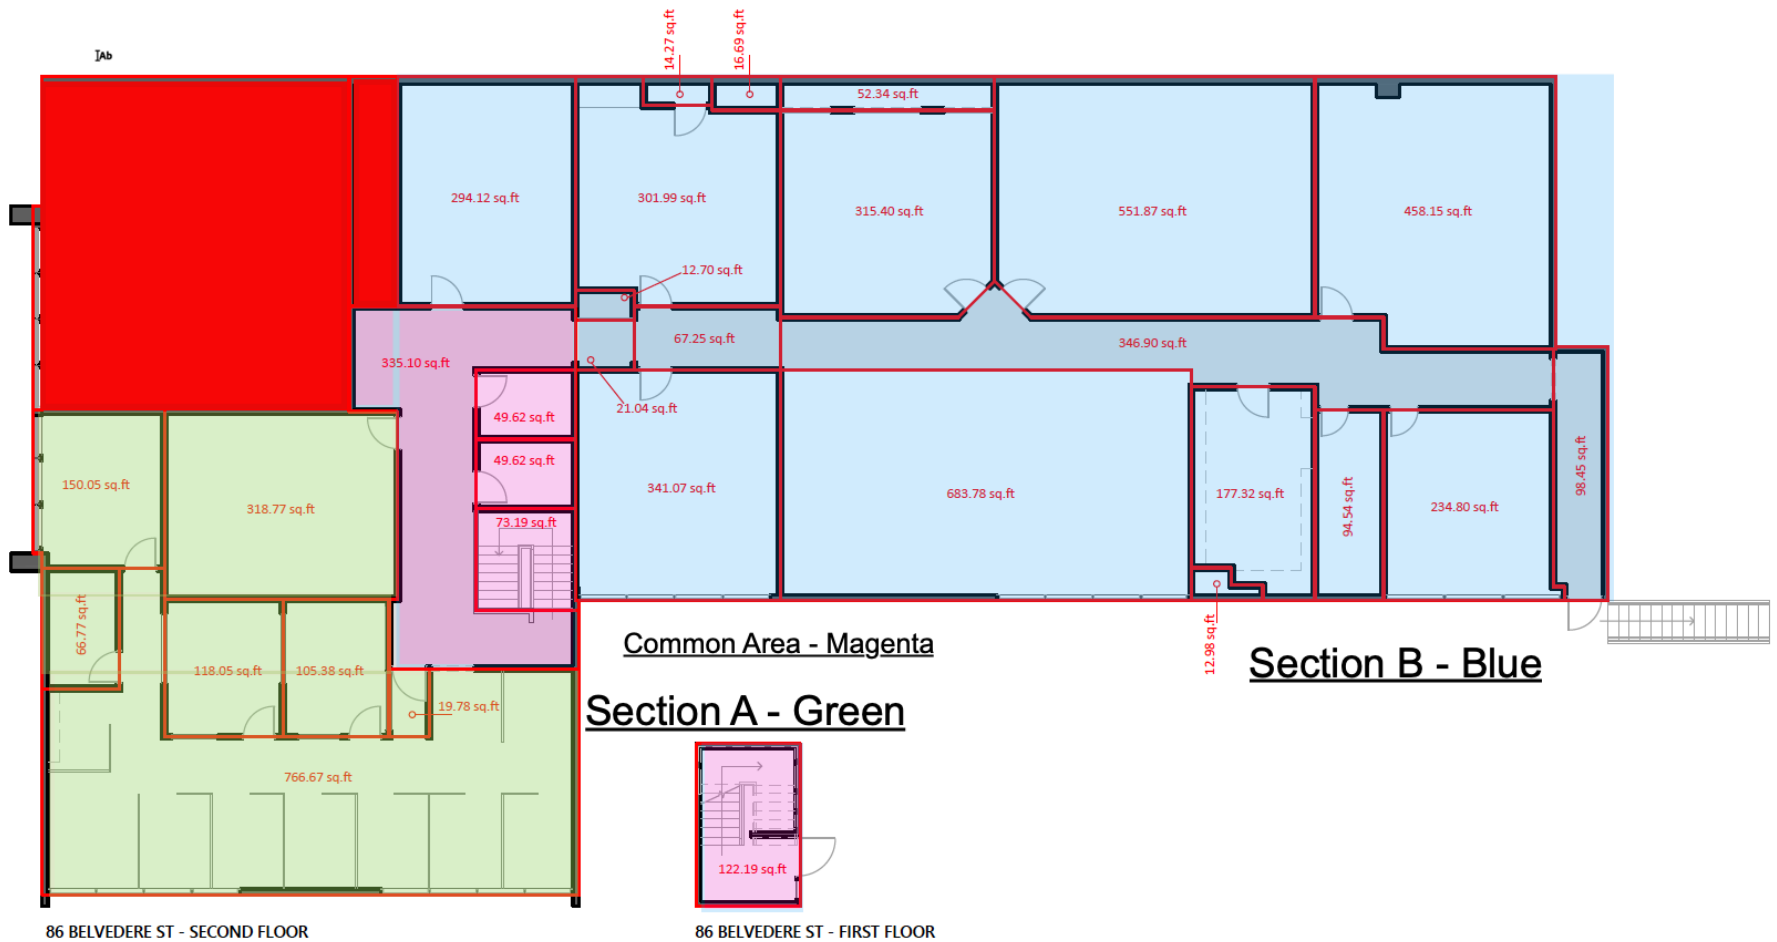 Ab
14.27 sq.ft
16.69 sq.ft
52.34 sq.ft
294.12 sq.ft
301.99 sq.ft
315.40 sq.ft
551.87 sq.ft
458.15 sq.ft
12.70 sq.ft
67.25 sq.ft
346.90 sq.ft
335.10 sq.ft
21.04 sq.ft
49.62 sq.ft
49.62 sq.ft
98.45 sq.ft
150.05 sq.ft
318.77 sq.ft
341.07 sq.ft
683.78 sq.ft
177.32 sq.ft
94.54 sq.ft
234.80 sq.ft
73.19 sq.ft
66.77 sq.ft
12.98 sq.ft
Common Area - Magenta
Section B - Blue
118.05 sq.ft
105.38 sq.ft
19.78 sq.ft
Section A - Green
766.67 sq.ft
122.19 sq.ft
86 BELVEDERE ST - SECOND FLOOR
86 BELVEDERE ST - FIRST FLOOR